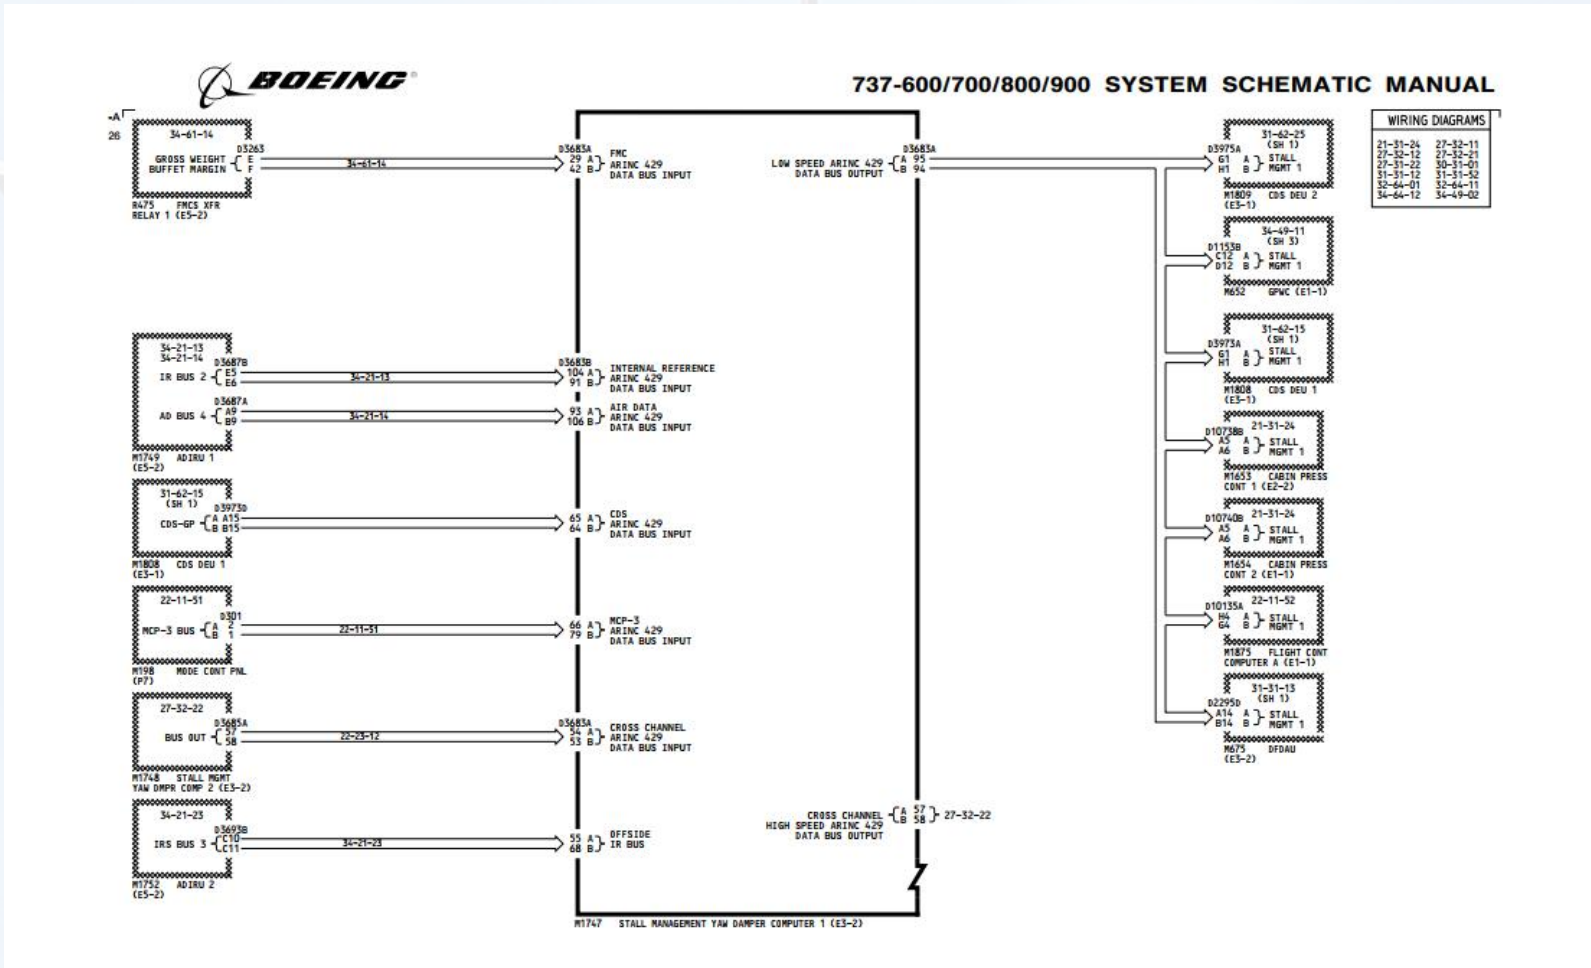 BOEING®
737-600/700/800/900 SYSTEM SCHEMATIC MANUAL
-A
26
34-61-14
D3263
GROSS WEIGHT E
BUFFET MARGIN F
R475 FMCS XFR
RELAY 1 (E5-2)
34-61-14
D3683A
29 A
42 B
FMC
ARINC 429
DATA BUS INPUT
34-21-13
34-21-14
D3687B
IR BUS 2 E5
E6
D3687A
AD BUS 4 A9
B9
M1749 ADIRU 1
(E5-2)
34-21-13
34-21-14
D3683B
104 A
91 B
INTERNAL REFERENCE
ARINC 429
DATA BUS INPUT
93 A
106 B
AIR DATA
ARINC 429
DATA BUS INPUT
31-62-15
(SH 1)
D3973D
CDS-GP A A15
B B15
M1808 CDS DEU 1
(E3-1)
65 A
64 B
CDS
ARINC 429
DATA BUS INPUT
22-11-51
D301
MCP-3 BUS A 2
B 1
M198 MODE CONT PNL
(P7)
22-11-51
66 A
79 B
MCP-3
ARINC 429
DATA BUS INPUT
27-32-22
D3685A
BUS OUT 57
58
M1748 STALL MGMT
YAW DMPR COMP 2 (E3-2)
22-23-12
D3683A
54 A
53 B
CROSS CHANNEL
ARINC 429
DATA BUS INPUT
34-21-23
D3693B
IRS BUS 3 C10
C11
M1752 ADIRU 2
(E5-2)
34-21-23
55 A
68 B
OFFSIDE
IR BUS
D3683A
LOW SPEED ARINC 429 A 95
DATA BUS OUTPUT B 94
CROSS CHANNEL A 57
HIGH SPEED ARINC 429 B 58
DATA BUS OUTPUT
27-32-22
M1747 STALL MANAGEMENT YAW DAMPER COMPUTER 1 (E3-2)
31-62-25
(SH 1)
D3975A
G1 A STALL
H1 B MGMT 1
M1809 CDS DEU 2
(E3-1)
34-49-11
(SH 3)
D1153B
C12 A STALL
D12 B MGMT 1
M652 GPWC (E1-1)
31-62-15
(SH 1)
D3973A
G1 A STALL
H1 B MGMT 1
M1808 CDS DEU 1
(E3-1)
21-31-24
D10738B
A5 A STALL
A6 B MGMT 1
M1653 CABIN PRESS
CONT 1 (E2-2)
21-31-24
D10740B
A5 A STALL
A6 B MGMT 1
M1654 CABIN PRESS
CONT 2 (E1-1)
22-11-52
D10135A
H4 A STALL
G4 B MGMT 1
M1875 FLIGHT CONT
COMPUTER A (E1-1)
31-31-13
(SH 1)
D2295D
A14 A STALL
B14 B MGMT 1
M675 DFDAU
(E3-2)
WIRING DIAGRAMS
21-31-24 27-32-11
27-32-12 27-32-21
27-31-22 30-31-01
31-31-12 31-31-52
32-64-01 32-64-11
34-64-12 34-49-02